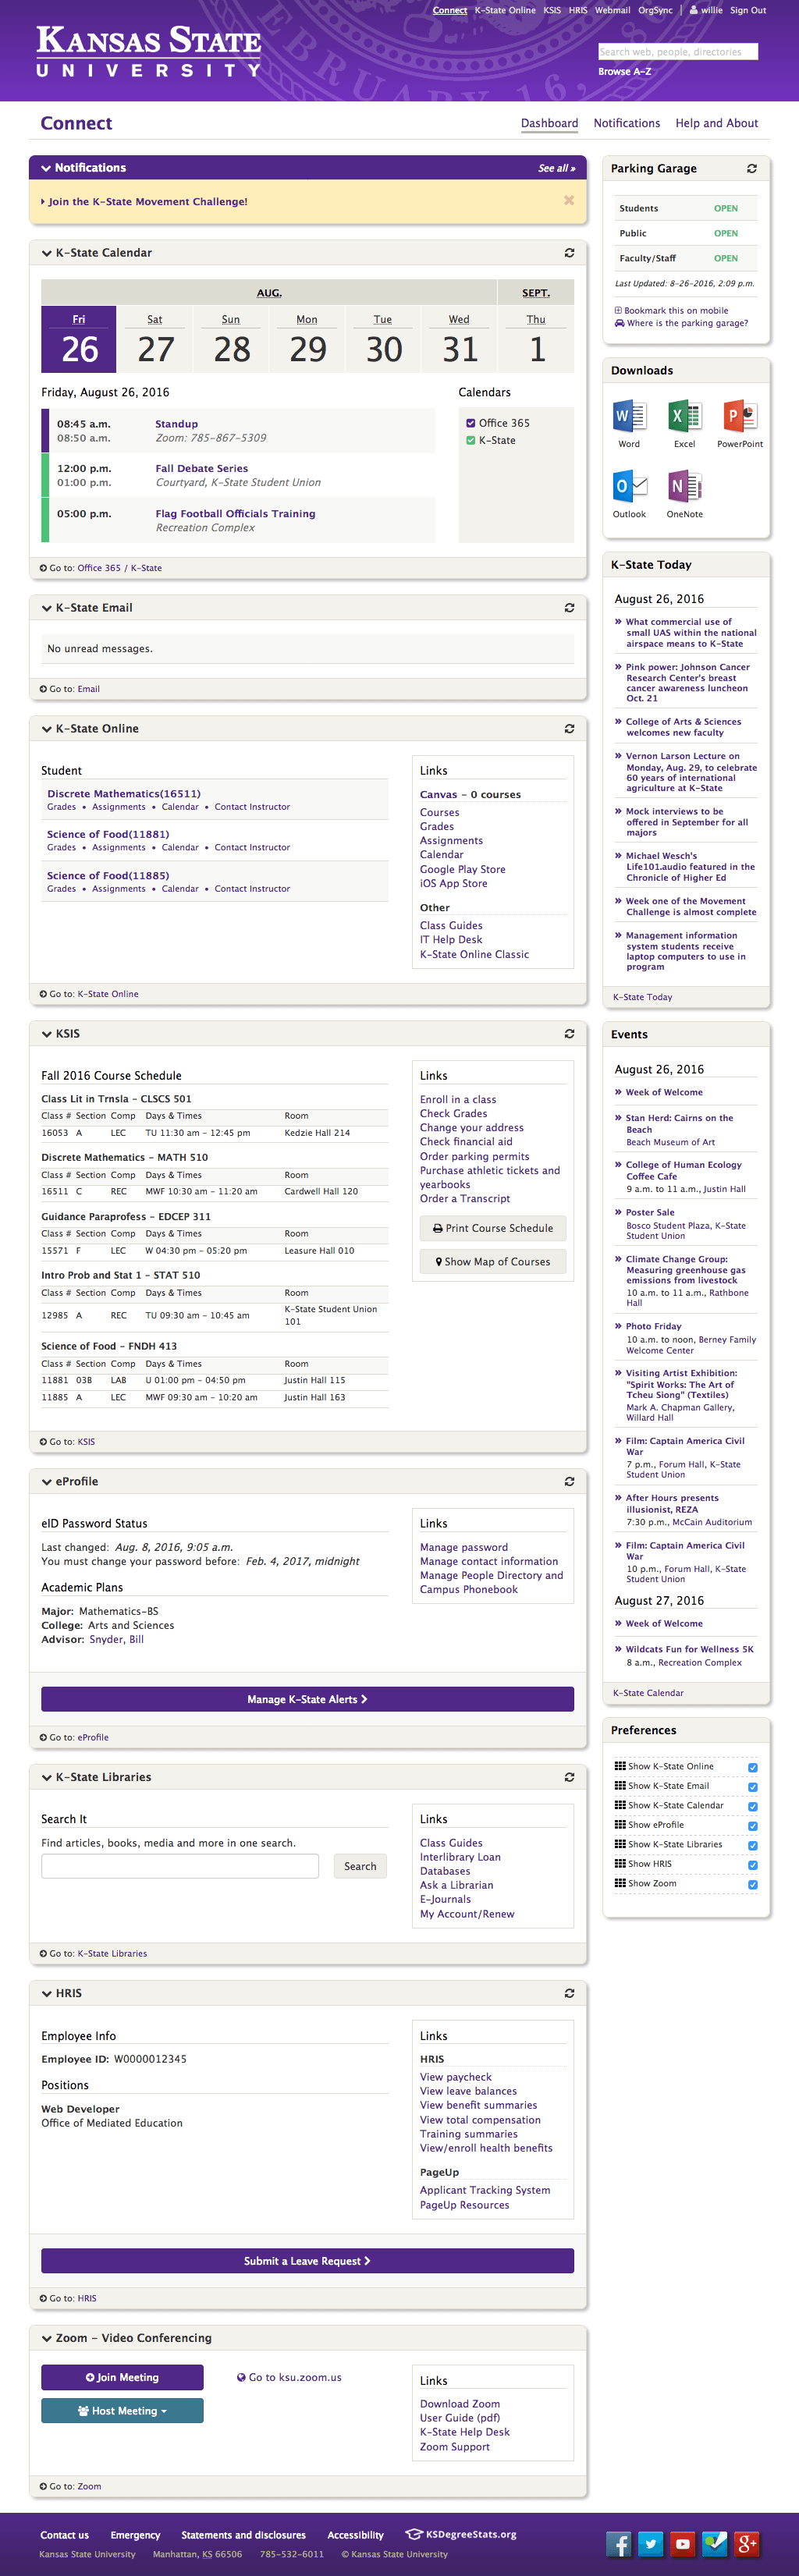 Connect K-State Online KSIS HRIS Webmail OrgSync | willie Sign Out
KANSAS STATE
UNIVERSITY
Search web, people, directories
Browse A-Z
Connect
Dashboard Notifications Help and About
Notifications See all »
Join the K-State Movement Challenge!
K-State Calendar
AUG. SEPT.
Fri Sat Sun Mon Tue Wed Thu
26 27 28 29 30 31 1
Friday, August 26, 2016
08:45 a.m. Standup
08:50 a.m. Zoom: 785-867-5309
12:00 p.m. Fall Debate Series
01:00 p.m. Courtyard, K-State Student Union
05:00 p.m. Flag Football Officials Training
Recreation Complex
Calendars
Office 365
K-State
Go to: Office 365 / K-State
K-State Email
No unread messages.
Go to: Email
K-State Online
Student
Discrete Mathematics(16511)
Grades • Assignments • Calendar • Contact Instructor
Science of Food(11881)
Grades • Assignments • Calendar • Contact Instructor
Science of Food(11885)
Grades • Assignments • Calendar • Contact Instructor
Links
Canvas - 0 courses
Courses
Grades
Assignments
Calendar
Google Play Store
iOS App Store
Other
Class Guides
IT Help Desk
K-State Online Classic
Go to: K-State Online
KSIS
Fall 2016 Course Schedule
Class Lit in Trnsla - CLSCS 501
Class # Section Comp Days & Times Room
16053 A LEC TU 11:30 am - 12:45 pm Kedzie Hall 214
Discrete Mathematics - MATH 510
Class # Section Comp Days & Times Room
16511 C REC MWF 10:30 am - 11:20 am Cardwell Hall 120
Guidance Paraprofess - EDCEP 311
Class # Section Comp Days & Times Room
15571 F LEC W 04:30 pm - 05:20 pm Leasure Hall 010
Intro Prob and Stat 1 - STAT 510
Class # Section Comp Days & Times Room
12985 A REC TU 09:30 am - 10:45 am K-State Student Union
101
Science of Food - FNDH 413
Class # Section Comp Days & Times Room
11881 03B LAB U 01:00 pm - 04:50 pm Justin Hall 115
11885 A LEC MWF 09:30 am - 10:20 am Justin Hall 163
Links
Enroll in a class
Check Grades
Change your address
Check financial aid
Order parking permits
Purchase athletic tickets and
yearbooks
Order a Transcript
Print Course Schedule
Show Map of Courses
Go to: KSIS
eProfile
eID Password Status
Last changed: Aug. 8, 2016, 9:05 a.m.
You must change your password before: Feb. 4, 2017, midnight
Academic Plans
Major: Mathematics-BS
College: Arts and Sciences
Advisor: Snyder, Bill
Links
Manage password
Manage contact information
Manage People Directory and
Campus Phonebook
Manage K-State Alerts
Go to: eProfile
K-State Libraries
Search It
Find articles, books, media and more in one search.
Search
Links
Class Guides
Interlibrary Loan
Databases
Ask a Librarian
E-Journals
My Account/Renew
Go to: K-State Libraries
HRIS
Employee Info
Employee ID: W0000012345
Positions
Web Developer
Office of Mediated Education
Links
HRIS
View paycheck
View leave balances
View benefit summaries
View total compensation
Training summaries
View/enroll health benefits
PageUp
Applicant Tracking System
PageUp Resources
Submit a Leave Request
Go to: HRIS
Zoom - Video Conferencing
Join Meeting
Go to ksu.zoom.us
Host Meeting
Links
Download Zoom
User Guide (pdf)
K-State Help Desk
Zoom Support
Go to: Zoom
Parking Garage
Students OPEN
Public OPEN
Faculty/Staff OPEN
Last Updated: 8-26-2016, 2:09 p.m.
Bookmark this on mobile
Where is the parking garage?
Downloads
Word Excel PowerPoint
Outlook OneNote
K-State Today
August 26, 2016
» What commercial use of
small UAS within the national
airspace means to K-State
» Pink power: Johnson Cancer
Research Center's breast
cancer awareness luncheon
Oct. 21
» College of Arts & Sciences
welcomes new faculty
» Vernon Larson Lecture on
Monday, Aug. 29, to celebrate
60 years of international
agriculture at K-State
» Mock interviews to be
offered in September for all
majors
» Michael Wesch's
Life101.audio featured in the
Chronicle of Higher Ed
» Week one of the Movement
Challenge is almost complete
» Management information
system students receive
laptop computers to use in
program
K-State Today
Events
August 26, 2016
» Week of Welcome
» Stan Herd: Cairns on the
Beach
Beach Museum of Art
» College of Human Ecology
Coffee Cafe
9 a.m. to 11 a.m., Justin Hall
» Poster Sale
Bosco Student Plaza, K-State
Student Union
» Climate Change Group:
Measuring greenhouse gas
emissions from livestock
10 a.m. to 11 a.m., Rathbone
Hall
» Photo Friday
10 a.m. to noon, Berney Family
Welcome Center
» Visiting Artist Exhibition:
"Spirit Works: The Art of
Tcheu Siong" (Textiles)
Mark A. Chapman Gallery,
Willard Hall
» Film: Captain America Civil
War
7 p.m., Forum Hall, K-State
Student Union
» After Hours presents
illusionist, REZA
7:30 p.m., McCain Auditorium
» Film: Captain America Civil
War
10 p.m., Forum Hall, K-State
Student Union
August 27, 2016
» Week of Welcome
» Wildcats Fun for Wellness 5K
8 a.m., Recreation Complex
K-State Calendar
Preferences
Show K-State Online
Show K-State Email
Show K-State Calendar
Show eProfile
Show K-State Libraries
Show HRIS
Show Zoom
Contact us Emergency Statements and disclosures Accessibility KSDegreeStats.org
Kansas State University Manhattan, KS 66506 785-532-6011 © Kansas State University